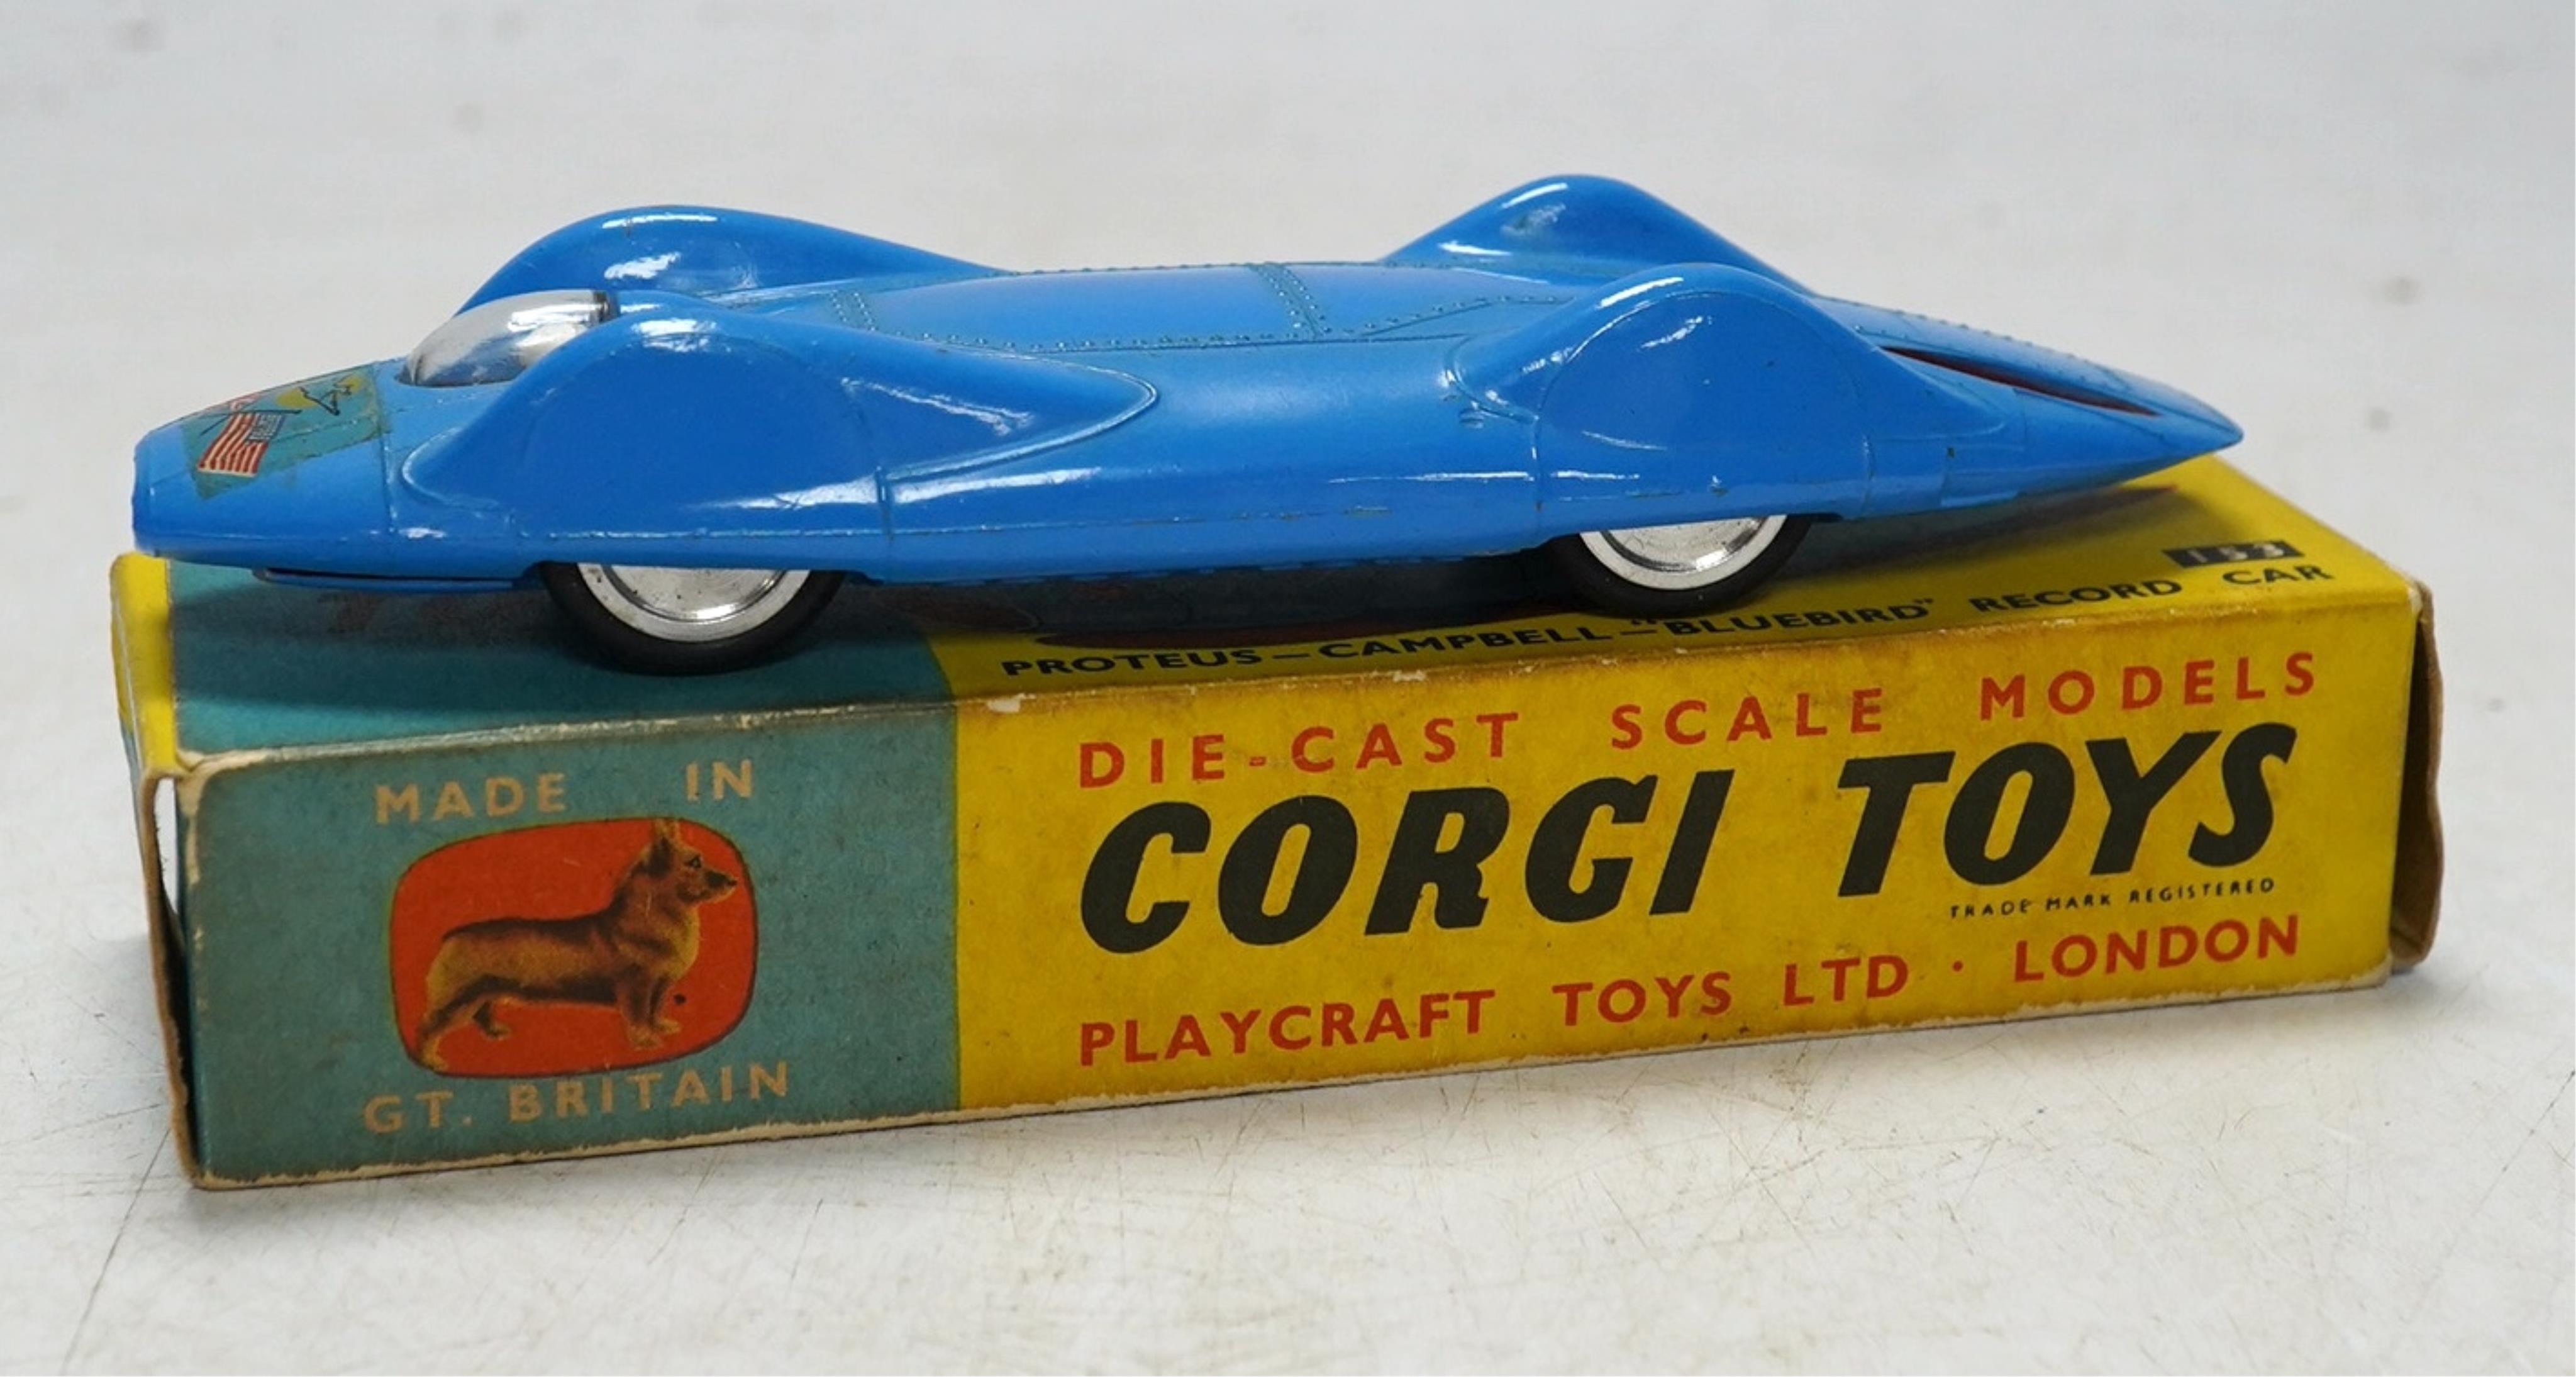 153
PROTEUS—CAMPBELL—"BLUEBIRD" RECORD CAR
DIE-CAST SCALE MODELS
CORGI TOYS
TRADE MARK REGISTERED
PLAYCRAFT TOYS LTD · LONDON
MADE IN
GT. BRITAIN